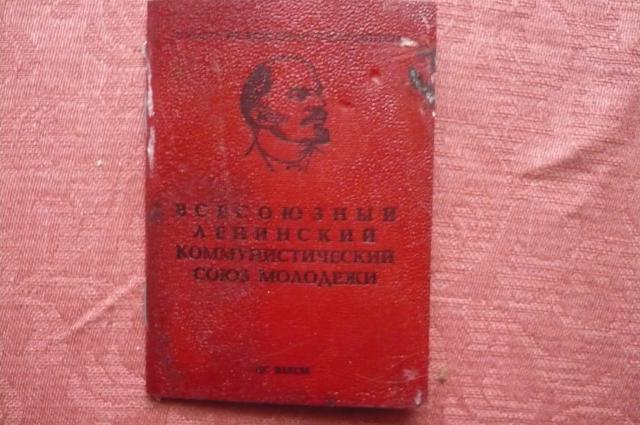 ВСЕСОЮЗНЫЙ
ЛЕНИНСКИЙ
КОММУНИСТИЧЕСКИЙ
СОЮЗ МОЛОДЕЖИ
ЦК ВЛКСМ